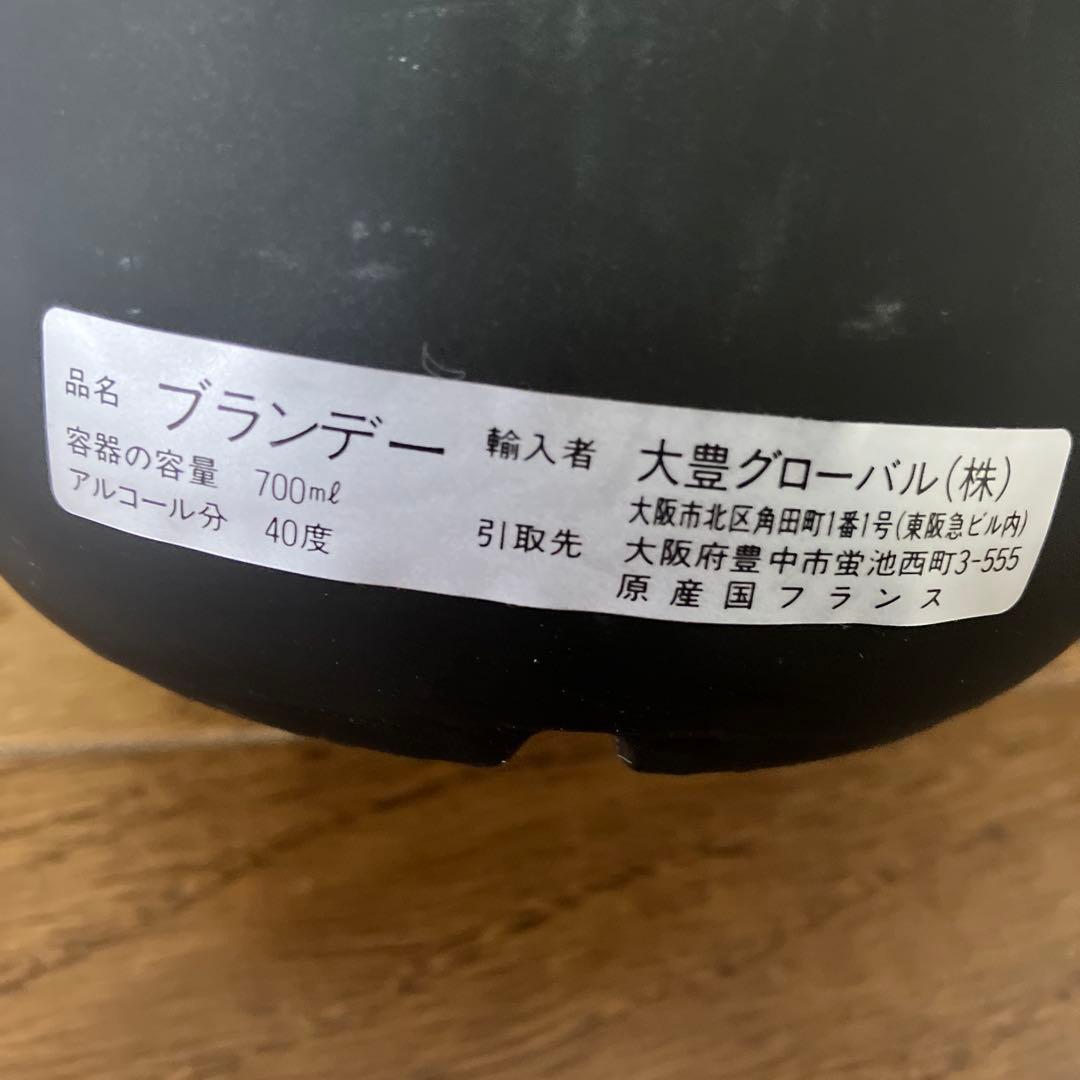 品名 ブランデー
容器の容量 700ml
アルコール分 40度
輸入者 大豊グローバル(株)
大阪市北区角田町1番1号(東阪急ビル内)
引取先 大阪府豊中市蛍池西町3-555
原産国フランス